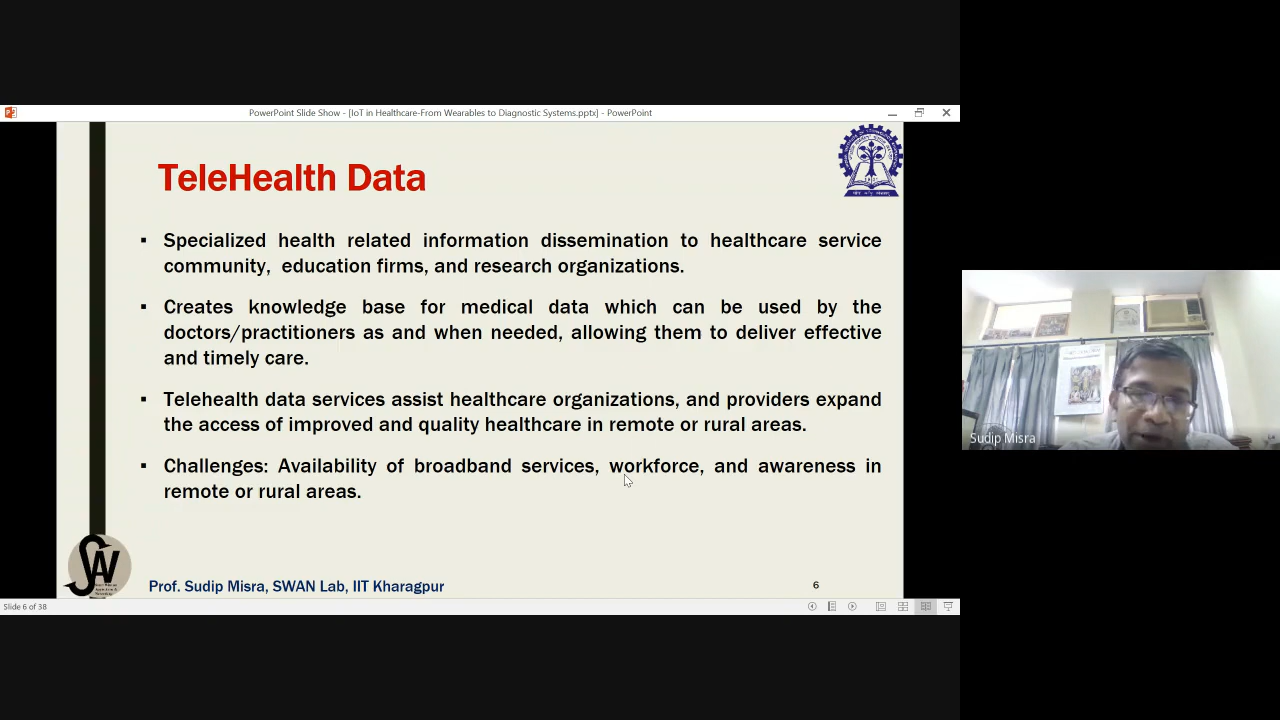 PowerPoint Slide Show - [IoT in Healthcare-From Wearables to Diagnostic Systems.pptx] - PowerPoint
TeleHealth Data
▪ Specialized health related information dissemination to healthcare service
community, education firms, and research organizations.
▪ Creates knowledge base for medical data which can be used by the
doctors/practitioners as and when needed, allowing them to deliver effective
and timely care.
▪ Telehealth data services assist healthcare organizations, and providers expand
the access of improved and quality healthcare in remote or rural areas.
▪ Challenges: Availability of broadband services, workforce, and awareness in
remote or rural areas.
SWAN
Prof. Sudip Misra, SWAN Lab, IIT Kharagpur
6
Slide 6 of 38
Sudip Misra